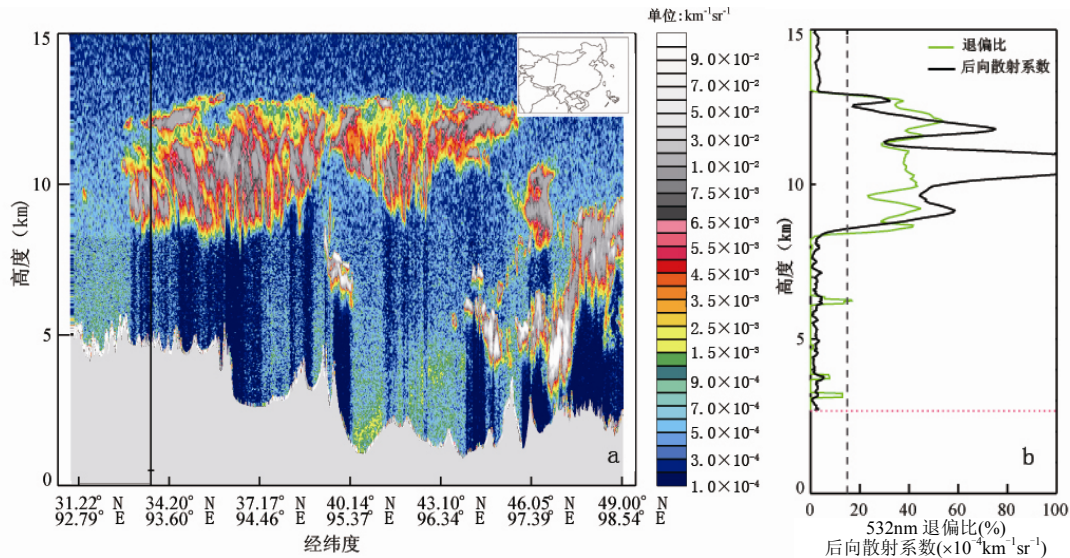 单位:km⁻¹sr⁻¹
15
10
5
0
高度（km）
a
31.22° N 34.20° N 37.17° N 40.14° N 43.10° N 46.05° N 49.00° N
92.79° E 93.60° E 94.46° E 95.37° E 96.34° E 97.39° E 98.54° E
经纬度
9.0×10⁻²
7.0×10⁻²
5.0×10⁻²
3.0×10⁻²
1.0×10⁻²
7.5×10⁻³
6.5×10⁻³
5.5×10⁻³
4.5×10⁻³
3.5×10⁻³
2.5×10⁻³
1.5×10⁻³
9.0×10⁻⁴
7.0×10⁻⁴
5.0×10⁻⁴
3.0×10⁻⁴
1.0×10⁻⁴
15
10
5
15
高度（km）
退偏比
后向散射系数
b
0 20 40 60 80 100
532nm 退偏比(%)
后向散射系数(×10⁻⁴km⁻¹sr⁻¹)